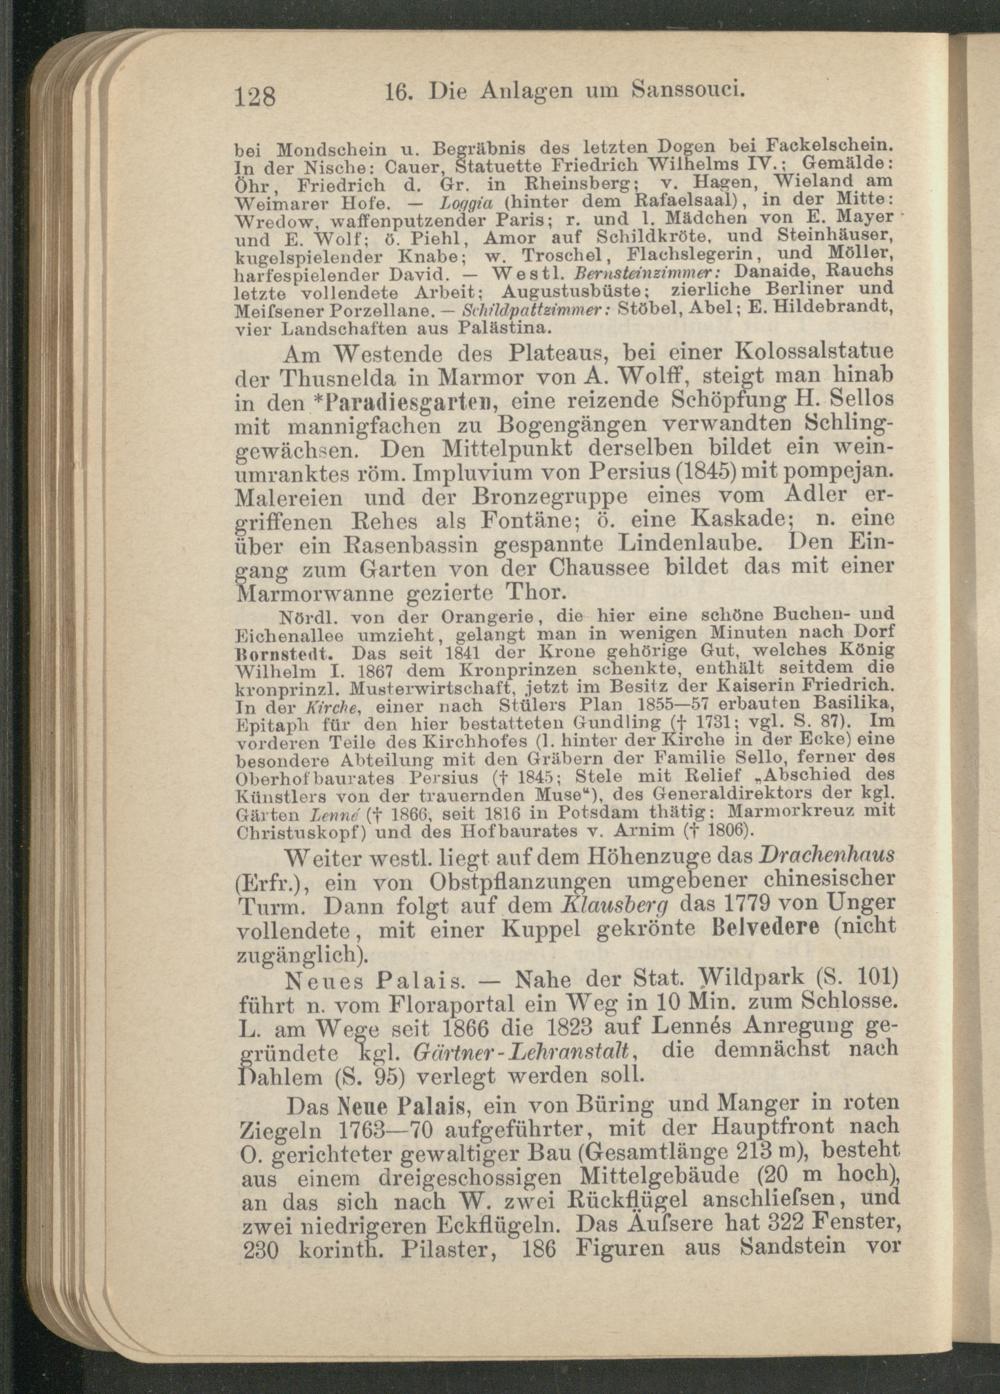 128
16. Die Anlagen um Sanssouci.
bei Mondschein u. Begräbnis des letzten Dogen bei Fackelschein.
In der Nische: Cauer, Statuette Friedrich Wilhelms IV.; Gemälde:
Öhr, Friedrich d. Gr. in Rheinsberg; v. Hagen, Wieland am
Weimarer Hofe. — Loggia (hinter dem Rafaelsaal), in der Mitte:
Wredow, waffenputzender Paris; r. und l. Mädchen von E. Mayer
und E. Wolf; ö. Piehl, Amor auf Schildkröte, und Steinhäuser,
kugelspielender Knabe; w. Troschel, Flachslegerin, und Möller,
harfespielender David. — Westl. Bernsteinzimmer: Danaide, Rauchs
letzte vollendete Arbeit; Augustusbüste; zierliche Berliner und
Meifsener Porzellane. — Schildpattzimmer: Stöbel, Abel; E. Hildebrandt,
vier Landschaften aus Palästina.
Am Westende des Plateaus, bei einer Kolossalstatue
der Thusnelda in Marmor von A. Wolff, steigt man hinab
in den *Paradiesgarten, eine reizende Schöpfung H. Sellos
mit mannigfachen zu Bogengängen verwandten Schling-
gewächsen. Den Mittelpunkt derselben bildet ein wein-
umranktes röm. Impluvium von Persius (1845) mit pompejan.
Malereien und der Bronzegruppe eines vom Adler er-
griffenen Rehes als Fontäne; ö. eine Kaskade; n. eine
über ein Rasenbassin gespannte Lindenlaube. Den Ein-
gang zum Garten von der Chaussee bildet das mit einer
Marmorwanne gezierte Thor.
Nördl. von der Orangerie, die hier eine schöne Buchen- und
Eichenallee umzieht, gelangt man in wenigen Minuten nach Dorf
Bornstedt. Das seit 1841 der Krone gehörige Gut, welches König
Wilhelm I. 1867 dem Kronprinzen schenkte, enthält seitdem die
kronprinzl. Musterwirtschaft, jetzt im Besitz der Kaiserin Friedrich.
In der Kirche, einer nach Stülers Plan 1855—57 erbauten Basilika,
Epitaph für den hier bestatteten Gundling († 1731; vgl. S. 87). Im
vorderen Teile des Kirchhofes (l. hinter der Kirche in der Ecke) eine
besondere Abteilung mit den Gräbern der Familie Sello, ferner des
Oberhofbaurates Persius († 1845; Stele mit Relief „Abschied des
Künstlers von der trauernden Muse“), des Generaldirektors der kgl.
Gärten Lenné († 1866, seit 1816 in Potsdam thätig; Marmorkreuz mit
Christuskopf) und des Hofbaurates v. Arnim († 1806).
Weiter westl. liegt auf dem Höhenzuge das Drachenhaus
(Erfr.), ein von Obstpflanzungen umgebener chinesischer
Turm. Dann folgt auf dem Klausberg das 1779 von Unger
vollendete, mit einer Kuppel gekrönte Belvedere (nicht
zugänglich).
Neues Palais. — Nahe der Stat. Wildpark (S. 101)
führt n. vom Floraportal ein Weg in 10 Min. zum Schlosse.
L. am Wege seit 1866 die 1823 auf Lennés Anregung ge-
gründete kgl. Gärtner-Lehranstalt, die demnächst nach
Dahlem (S. 95) verlegt werden soll.
Das Neue Palais, ein von Büring und Manger in roten
Ziegeln 1763—70 aufgeführter, mit der Hauptfront nach
O. gerichteter gewaltiger Bau (Gesamtlänge 213 m), besteht
aus einem dreigeschossigen Mittelgebäude (20 m hoch),
an das sich nach W. zwei Rückflügel anschliefsen, und
zwei niedrigeren Eckflügeln. Das Äufsere hat 322 Fenster,
230 korinth. Pilaster, 186 Figuren aus Sandstein vor